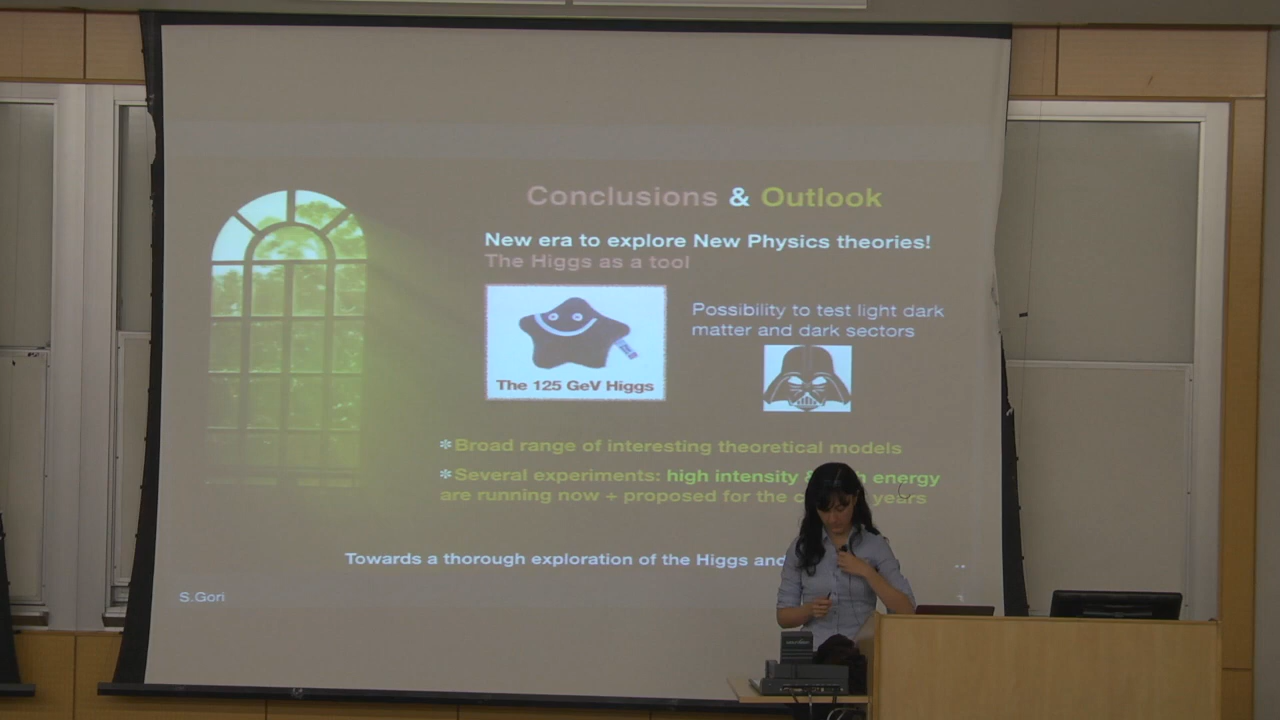 Conclusions & Outlook
New era to explore New Physics theories!
The Higgs as a tool
Possibility to test light dark
matter and dark sectors
The 125 GeV Higgs
*Broad range of interesting theoretical models
*Several experiments: high intensity energy
are running now + proposed for the years
Towards a thorough exploration of the Higgs and
S.Gori